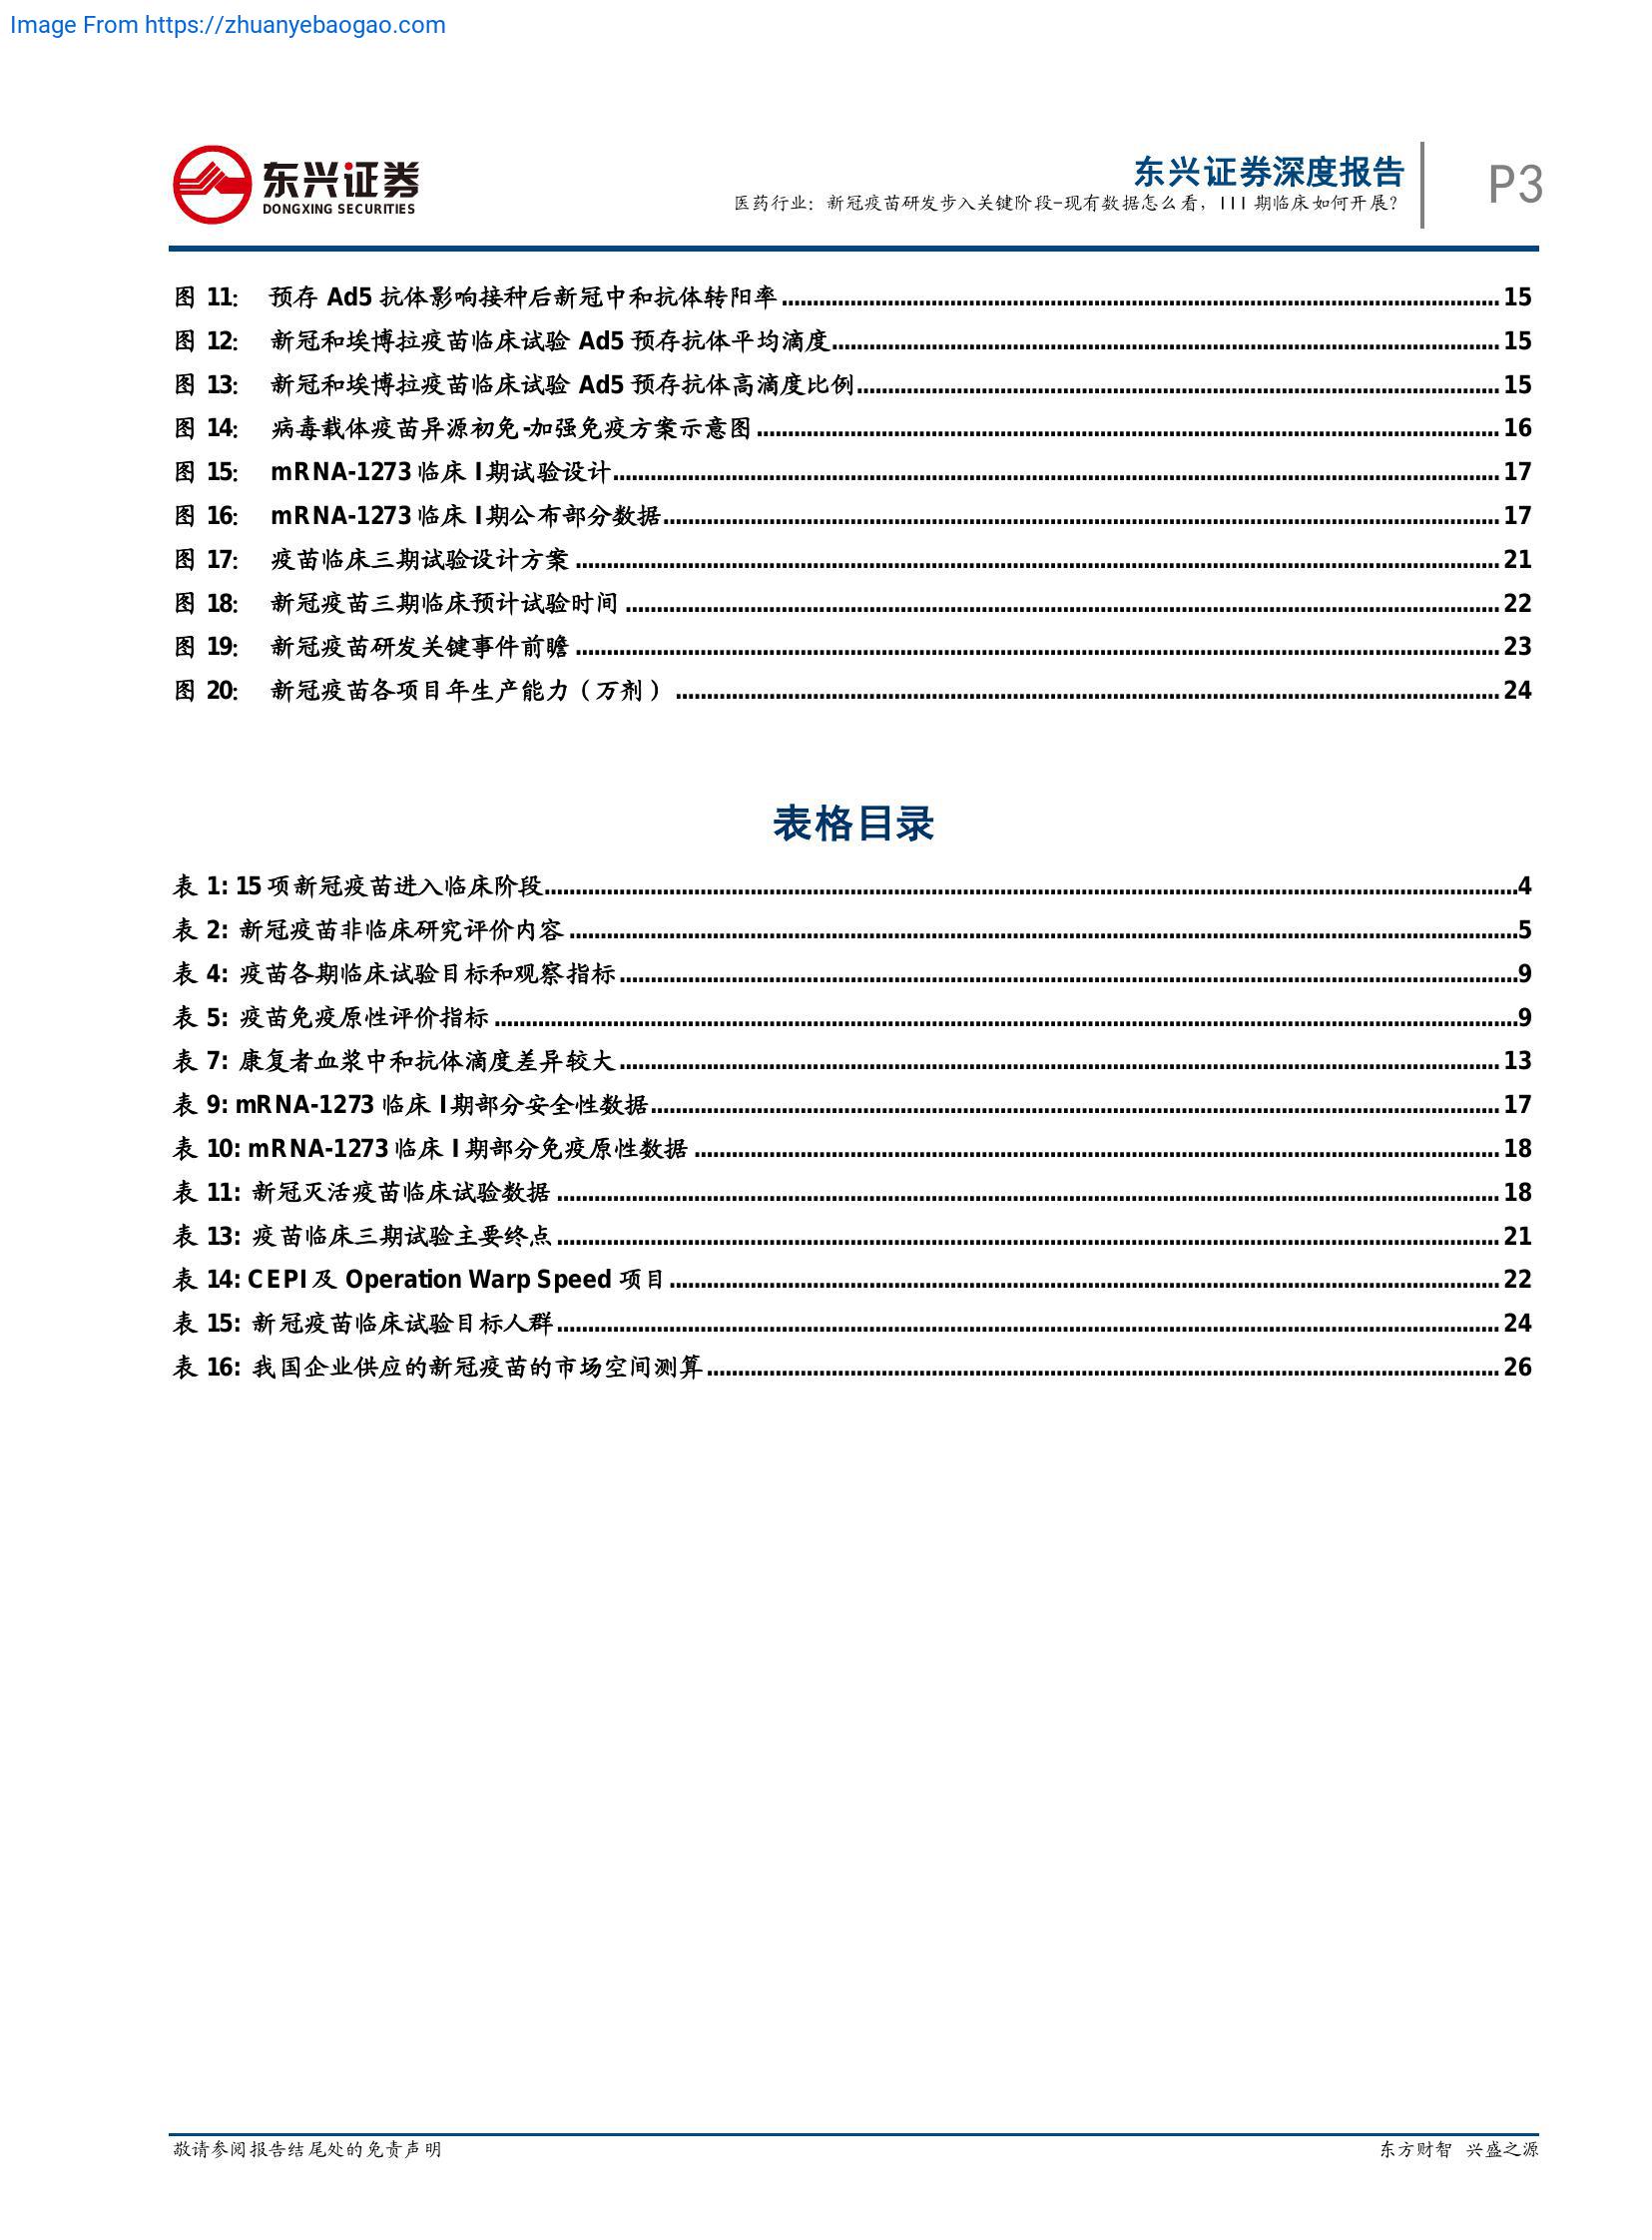 Image From https://zhuanyebaogao.com
东兴证券
DONGXING SECURITIES
东兴证券深度报告
医药行业：新冠疫苗研发步入关键阶段-现有数据怎么看，III 期临床如何开展？
P3
图 11： 预存 Ad5 抗体影响接种后新冠中和抗体转阳率 15
图 12： 新冠和埃博拉疫苗临床试验 Ad5 预存抗体平均滴度 15
图 13： 新冠和埃博拉疫苗临床试验 Ad5 预存抗体高滴度比例 15
图 14： 病毒载体疫苗异源初免-加强免疫方案示意图 16
图 15： mRNA-1273 临床 I 期试验设计 17
图 16： mRNA-1273 临床 I 期公布部分数据 17
图 17： 疫苗临床三期试验设计方案 21
图 18： 新冠疫苗三期临床预计试验时间 22
图 19： 新冠疫苗研发关键事件前瞻 23
图 20： 新冠疫苗各项目年生产能力（万剂） 24
表格目录
表 1: 15 项新冠疫苗进入临床阶段 4
表 2: 新冠疫苗非临床研究评价内容 5
表 4: 疫苗各期临床试验目标和观察指标 9
表 5: 疫苗免疫原性评价指标 9
表 7: 康复者血浆中和抗体滴度差异较大 13
表 9: mRNA-1273 临床 I 期部分安全性数据 17
表 10: mRNA-1273 临床 I 期部分免疫原性数据 18
表 11: 新冠灭活疫苗临床试验数据 18
表 13: 疫苗临床三期试验主要终点 21
表 14: CEPI 及 Operation Warp Speed 项目 22
表 15: 新冠疫苗临床试验目标人群 24
表 16: 我国企业供应的新冠疫苗的市场空间测算 26
敬请参阅报告结尾处的免责声明
东方财智 兴盛之源